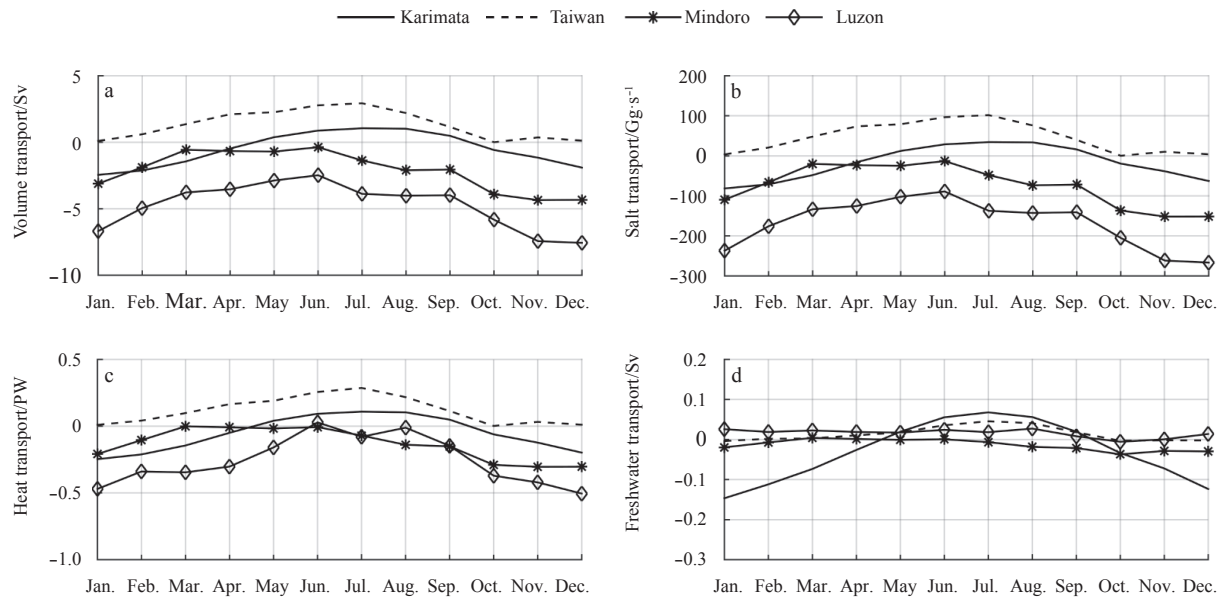 Karimata Taiwan Mindoro Luzon
a
Volume transport/Sv
5
0
−5
−10
Jan. Feb. Mar. Apr. May Jun. Jul. Aug. Sep. Oct. Nov. Dec.
b
Salt transport/Gg·s⁻¹
200
100
0
−100
−200
−300
Jan. Feb. Mar. Apr. May Jun. Jul. Aug. Sep. Oct. Nov. Dec.
c
Heat transport/PW
0.5
0
−0.5
−1.0
Jan. Feb. Mar. Apr. May Jun. Jul. Aug. Sep. Oct. Nov. Dec.
d
Freshwater transport/Sv
0.2
0.1
0
−0.1
−0.2
−0.3
Jan. Feb. Mar. Apr. May Jun. Jul. Aug. Sep. Oct. Nov. Dec.